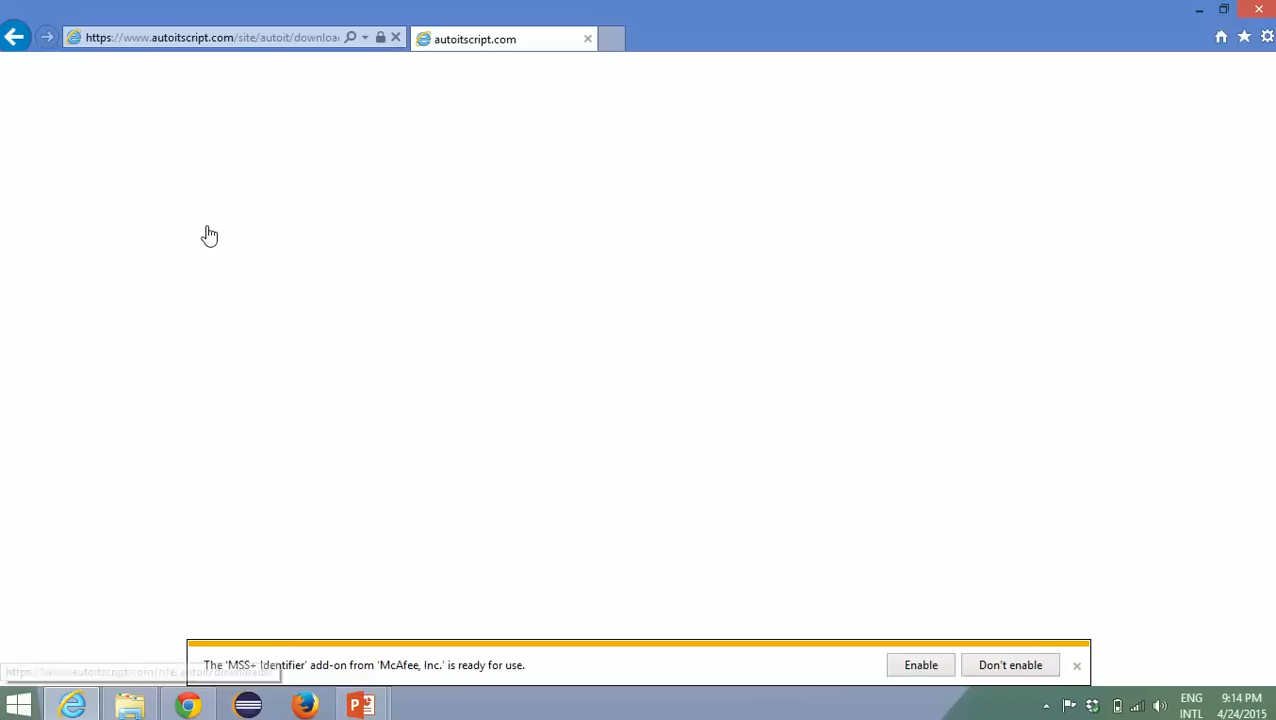 https://www.autoitscript.com/site/autoit/downloa
autoitscript.com
The 'MSS+ Identifier' add-on from 'McAfee, Inc.' is ready for use.
Enable
Don't enable
ENG
INTL
9:14 PM
4/24/2015